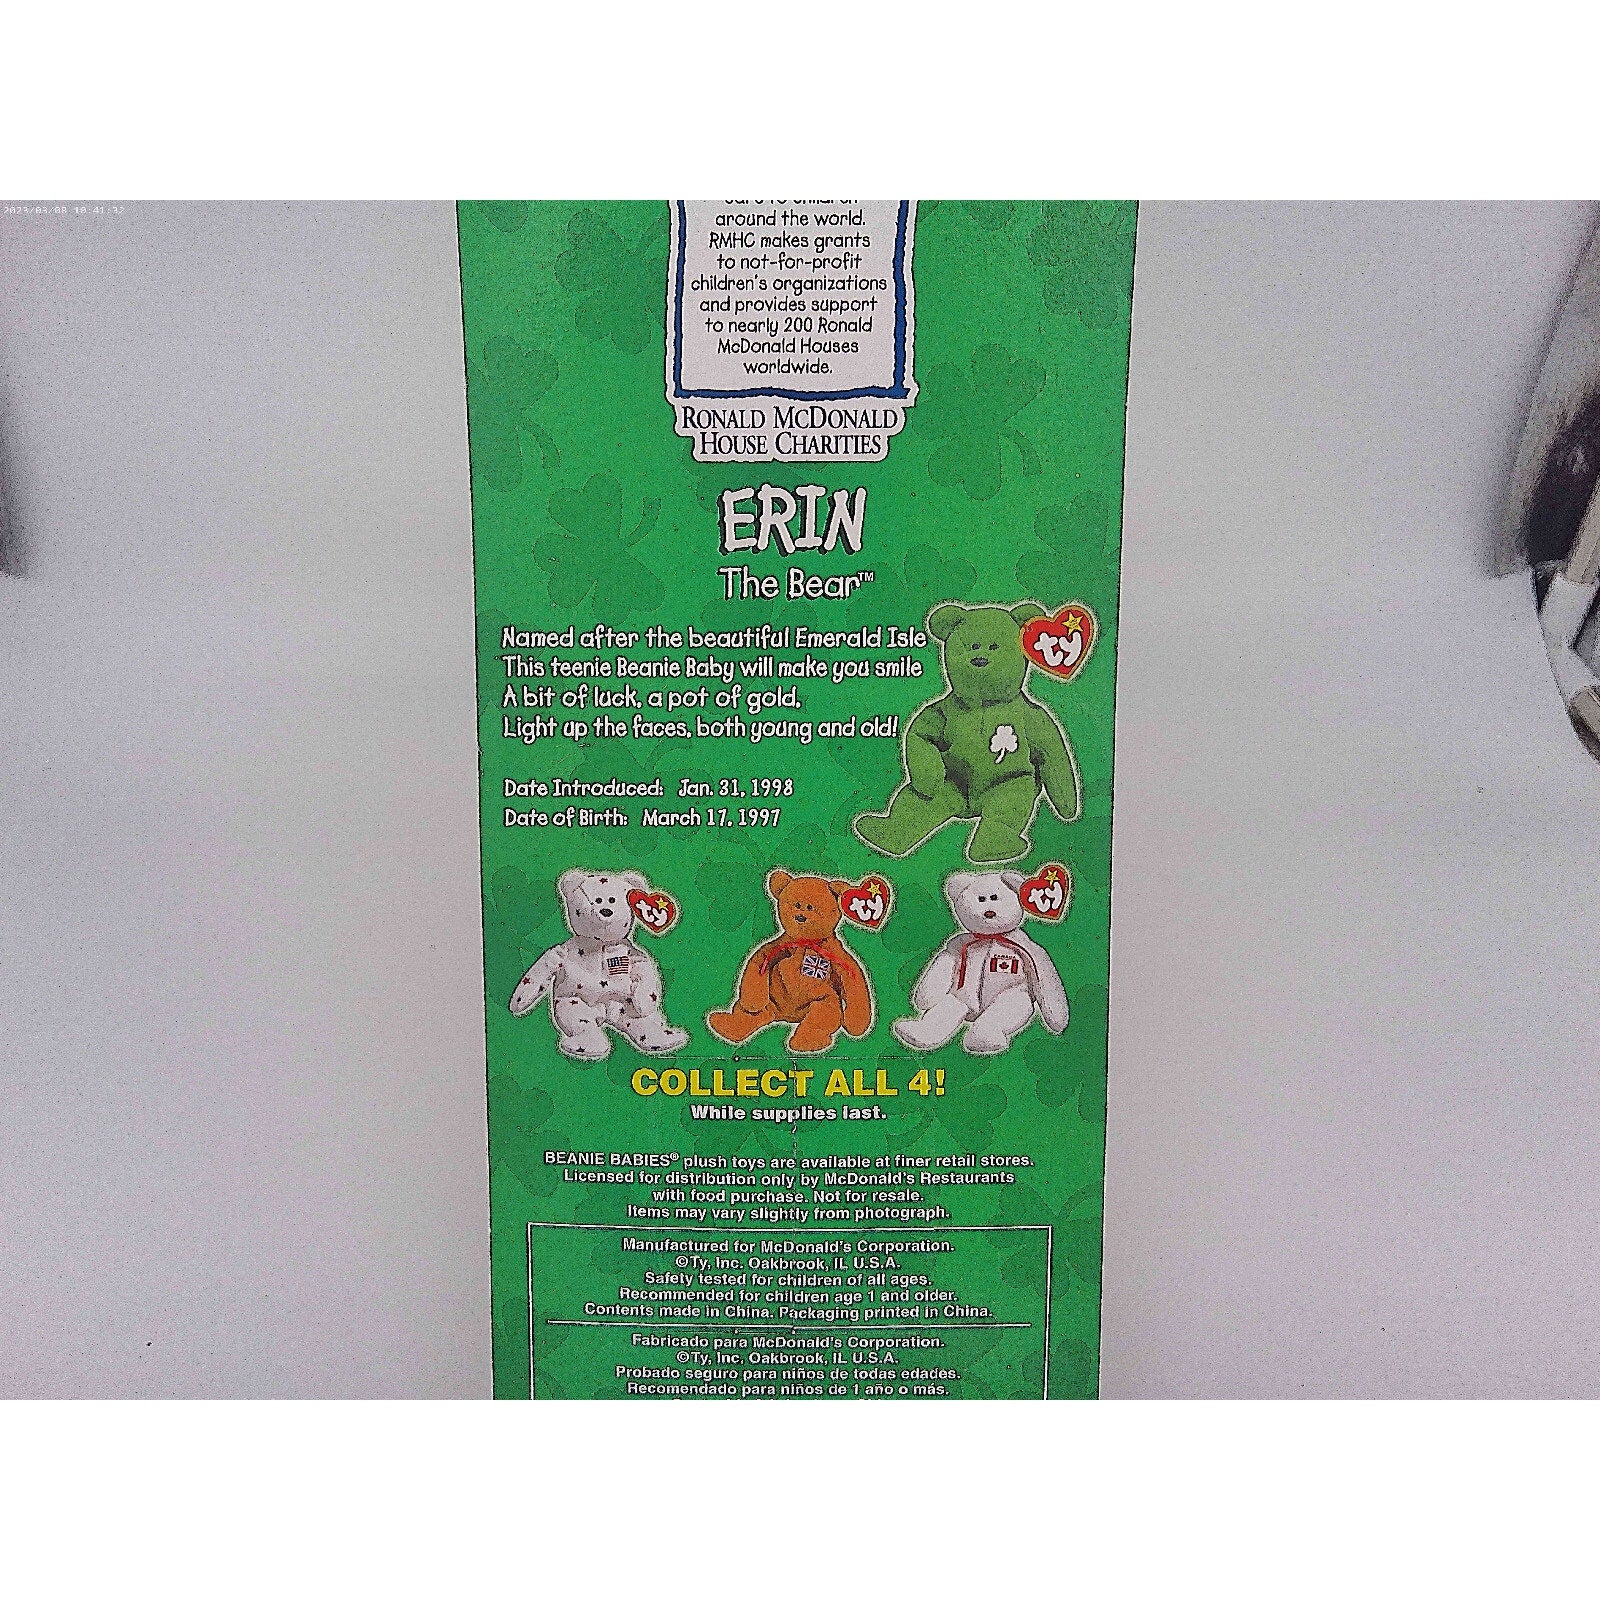 2023/03/08 10:41:32
around the world.
RMHC makes grants
to not-for-profit
children's organizations
and provides support
to nearly 200 Ronald
McDonald Houses
worldwide.
RONALD MCDONALD
HOUSE CHARITIES
ERIN
The Bear™
Named after the beautiful Emerald Isle
This teenie Beanie Baby will make you smile
A bit of luck, a pot of gold,
Light up the faces, both young and old!
Date Introduced: Jan. 31, 1998
Date of Birth: March 17, 1997
ty
ty
ty
ty
CANADA
COLLECT ALL 4!
While supplies last.
BEANIE BABIES® plush toys are available at finer retail stores.
Licensed for distribution only by McDonald's Restaurants
with food purchase. Not for resale.
Items may vary slightly from photograph.
Manufactured for McDonald's Corporation.
©Ty, Inc. Oakbrook, IL U.S.A.
Safety tested for children of all ages.
Recommended for children age 1 and older.
Contents made in China. Packaging printed in China.
Fabricado para McDonald's Corporation.
©Ty, Inc. Oakbrook, IL U.S.A.
Probado seguro para niños de todas edades.
Recomendado para niños de 1 año o más.